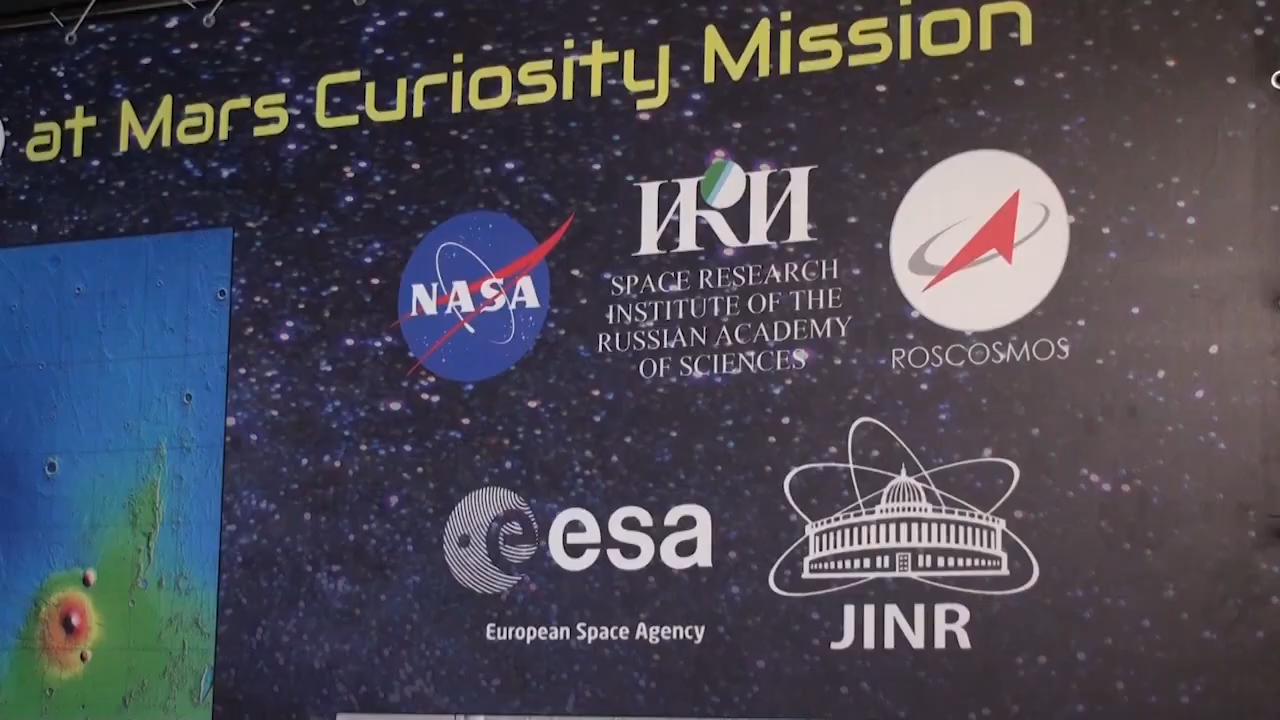 at Mars Curiosity Mission
NASA
ИКИ
SPACE RESEARCH
INSTITUTE OF THE
RUSSIAN ACADEMY
OF SCIENCES
ROSCOSMOS
esa
European Space Agency
JINR